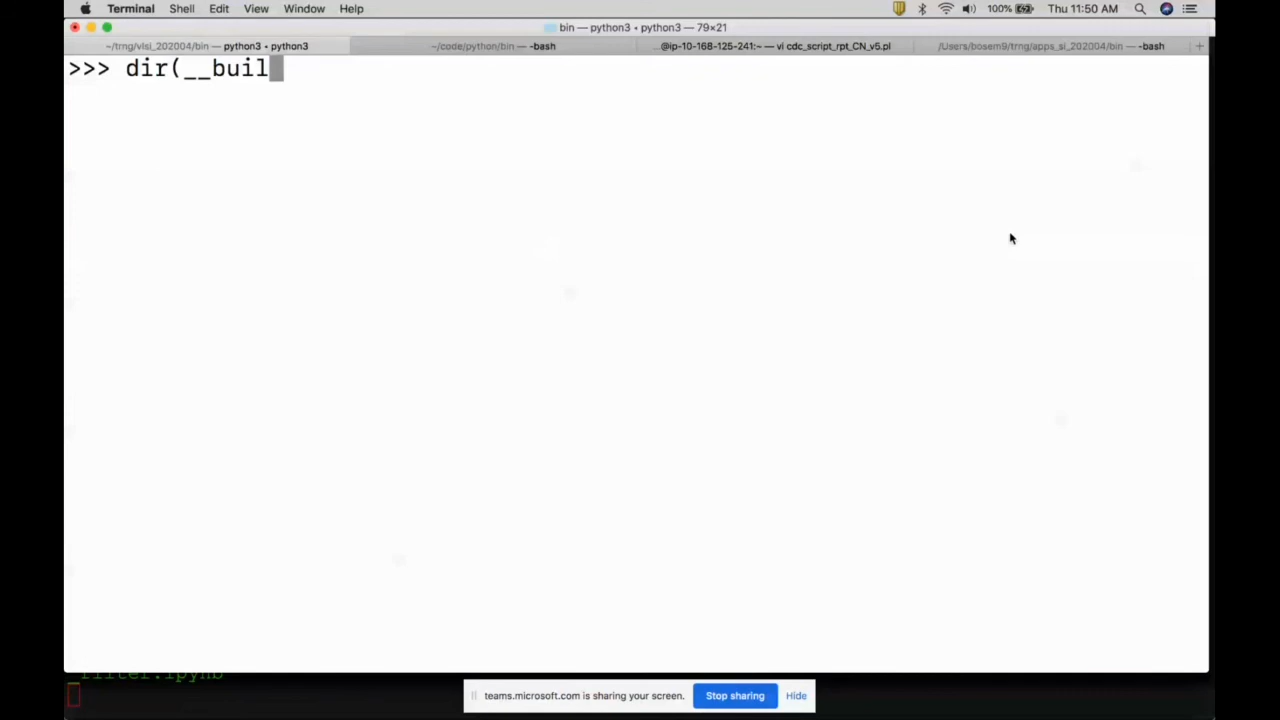 Terminal Shell Edit View Window Help 100% Thu 11:50 AM
bin — python3 • python3 — 79×21
~/trng/vlsi_202004/bin — python3 • python3 ~/code/python/bin — -bash ...@ip-10-168-125-241:~ — vi cdc_script_rpt_CN_v5.pl /Users/bosem9/trng/apps_si_202004/bin — -bash +
>>> dir(__buil
teams.microsoft.com is sharing your screen. Stop sharing Hide